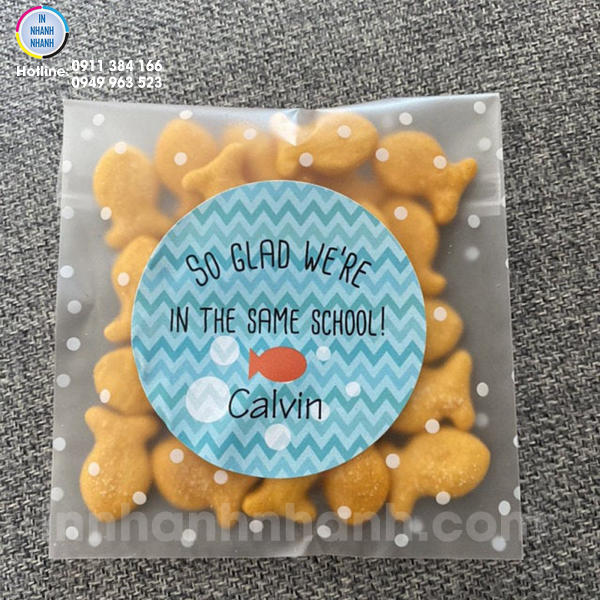 IN
NHANH
NHANH
Hotline: 0911 384 166
0949 963 523
SO GLAD WE'RE
IN THE SAME SCHOOL!
Calvin
innhanhnhanh.com